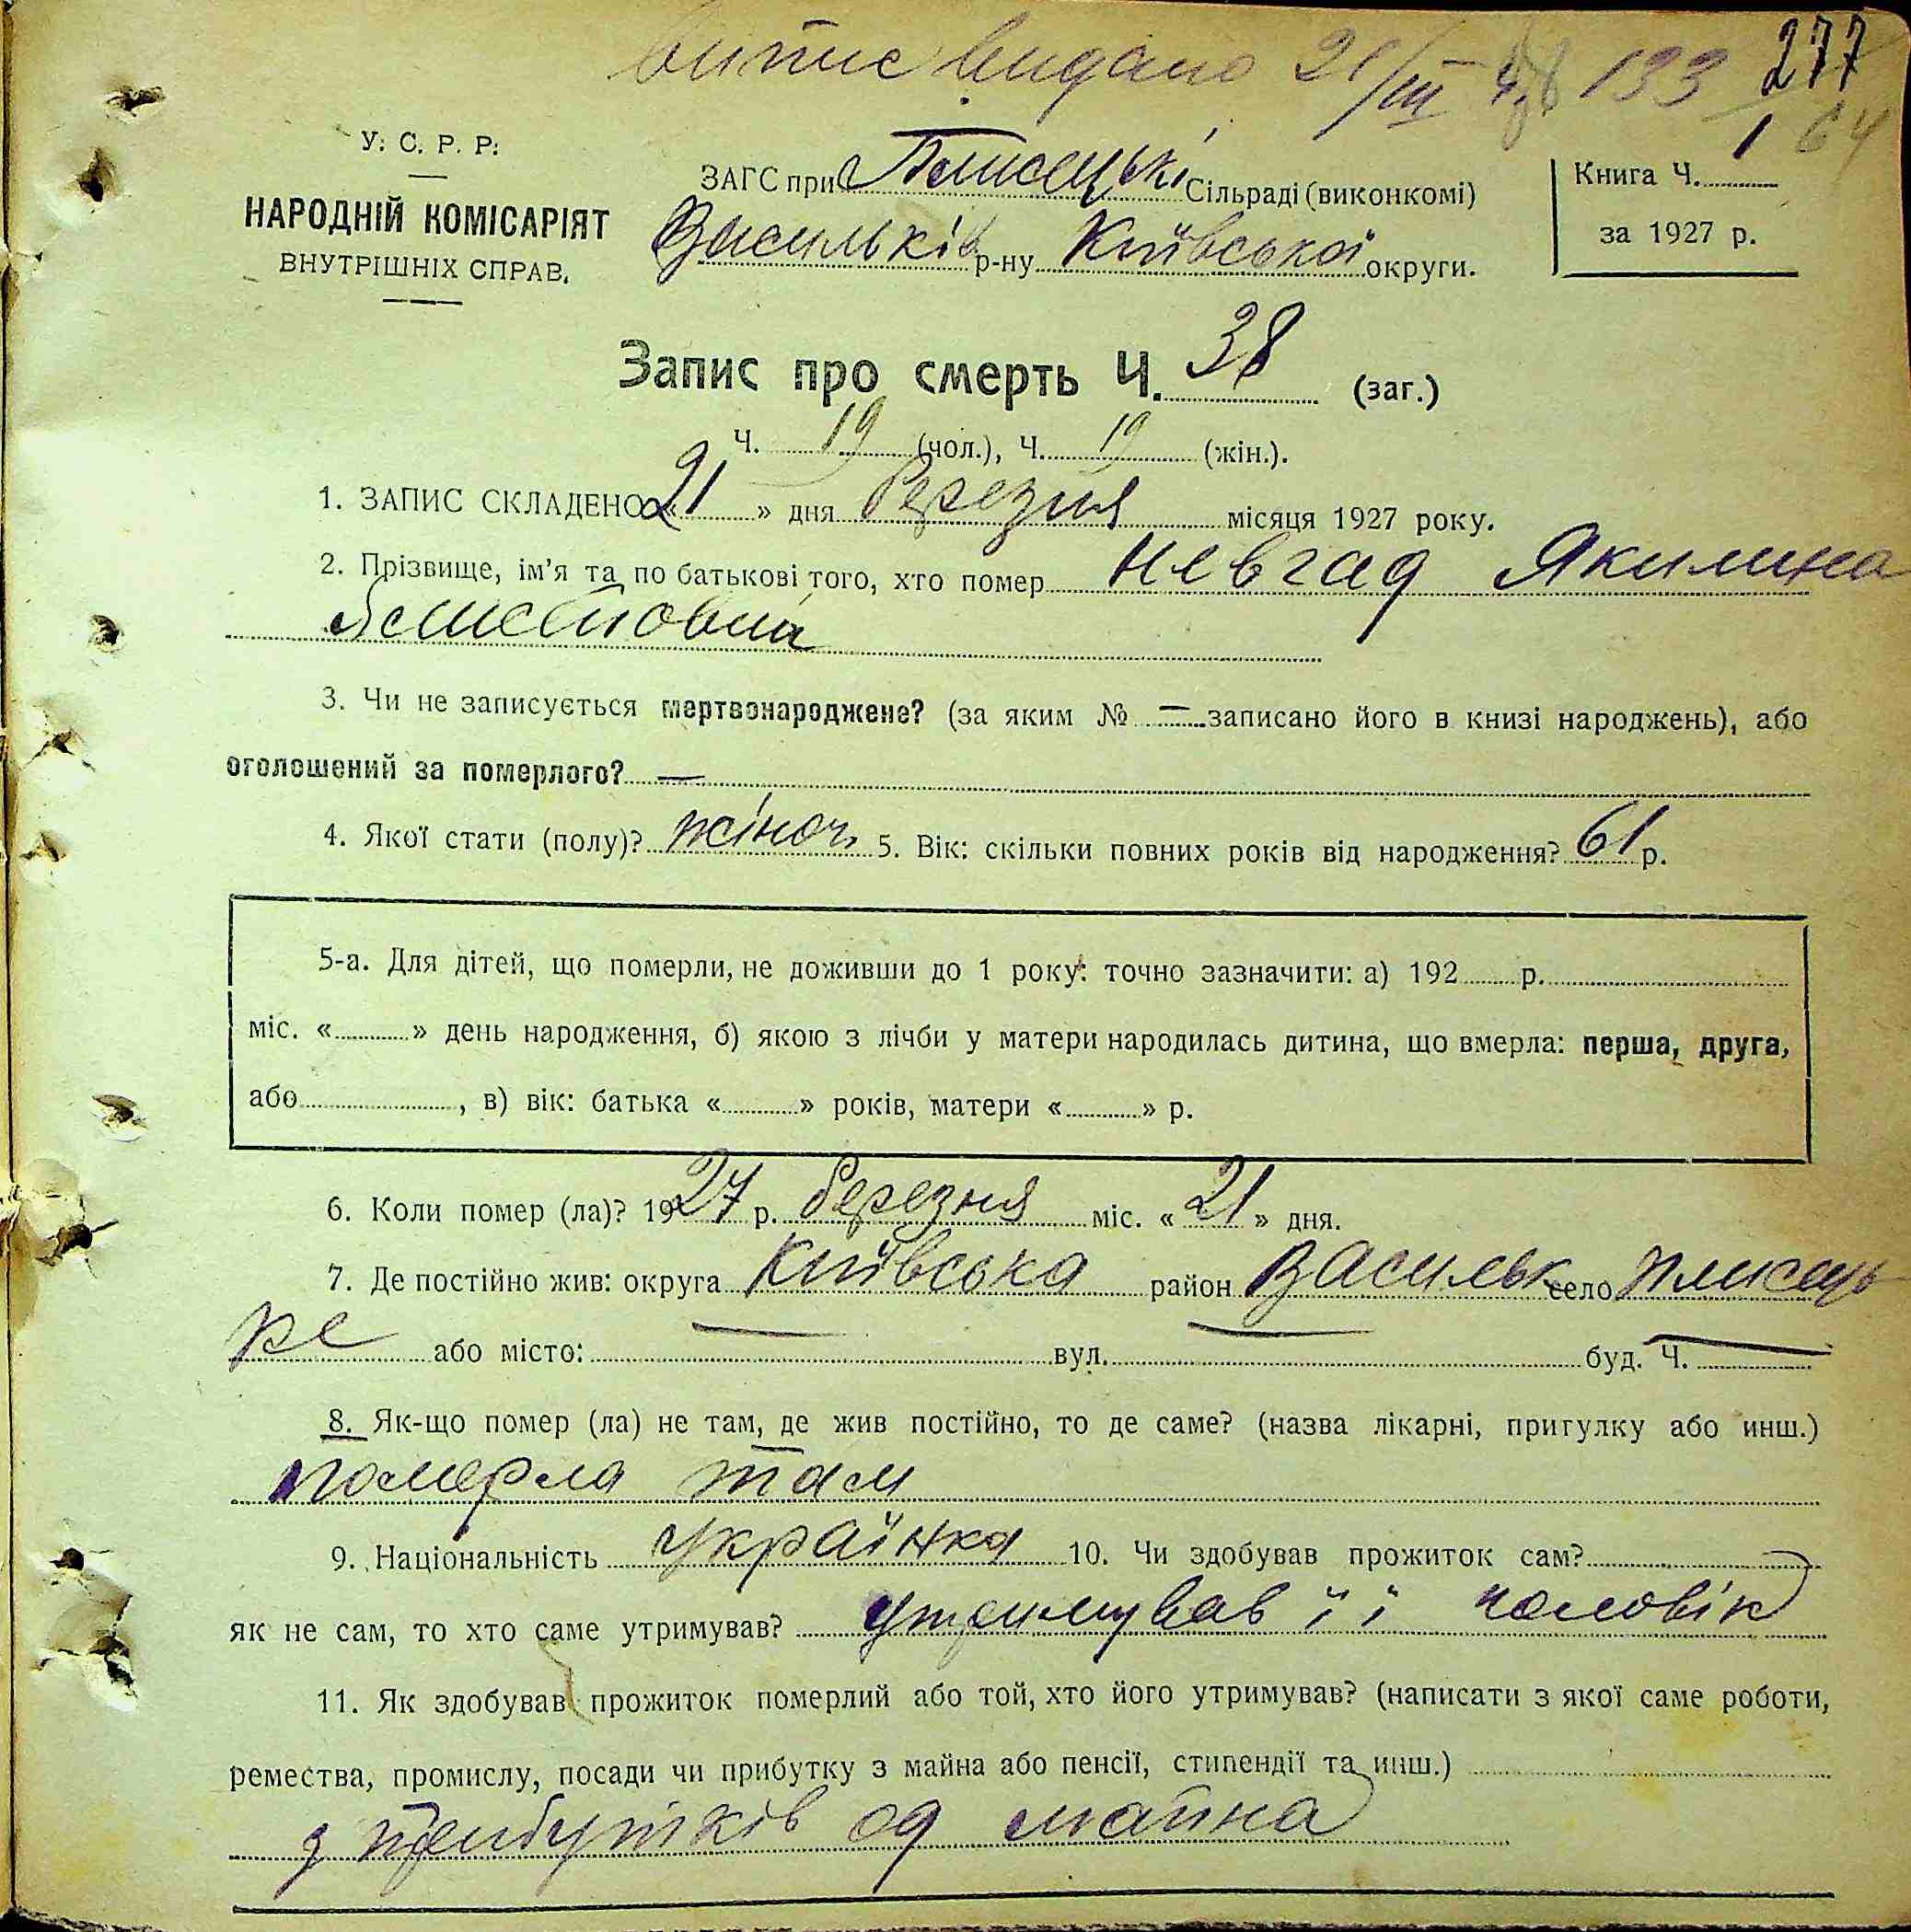 витис видано 21/III 133 277
1 64
У. С. Р. Р.
НАРОДНІЙ КОМІСАРІЯТ
ВНУТРІШНІХ СПРАВ.
ЗАГС при Плисецькі Сільраді (виконкомі)
Васильків р-ну Київської округи.
Книга Ч.
за 1927 р.
Запис про смерть Ч. 38 (заг.)
Ч. 19 (чол.), Ч. 19 (жін.).
1. ЗАПИС СКЛАДЕНО « 21 » дня березня місяця 1927 року.
2. Прізвище, ім'я та по батькові того, хто помер Невгад Якилина
3. Чи не записується мертвонароджене? (за яким № — записано його в книзі народжень), або
оголошений за померлого? —
4. Якої стати (полу)? жіноч. 5. Вік: скільки повних років від народження? 61 р.
5-а. Для дітей, що померли, не доживши до 1 року: точно зазначити: а) 192 р.
міс. « » день народження, б) якою з лічби у матери народилась дитина, що вмерла: перша, друга,
або , в) вік: батька « » років, матери « » р.
6. Коли помер (ла)? 1927 р. березня міс. « 21 » дня.
7. Де постійно жив: округа Київська район Васильк село Плисець
ке або місто: — вул. — буд. Ч. —
8. Як-що помер (ла) не там, де жив постійно, то де саме? (назва лікарні, пригулку або инш.)
померла там
9. Національність українка 10. Чи здобував прожиток сам?
як не сам, то хто саме утримував? утримував її чоловік
11. Як здобував прожиток померлий або той, хто його утримував? (написати з якої саме роботи,
ремества, промислу, посади чи прибутку з майна або пенсії, стипендії та инш.)
з прибутків од майна